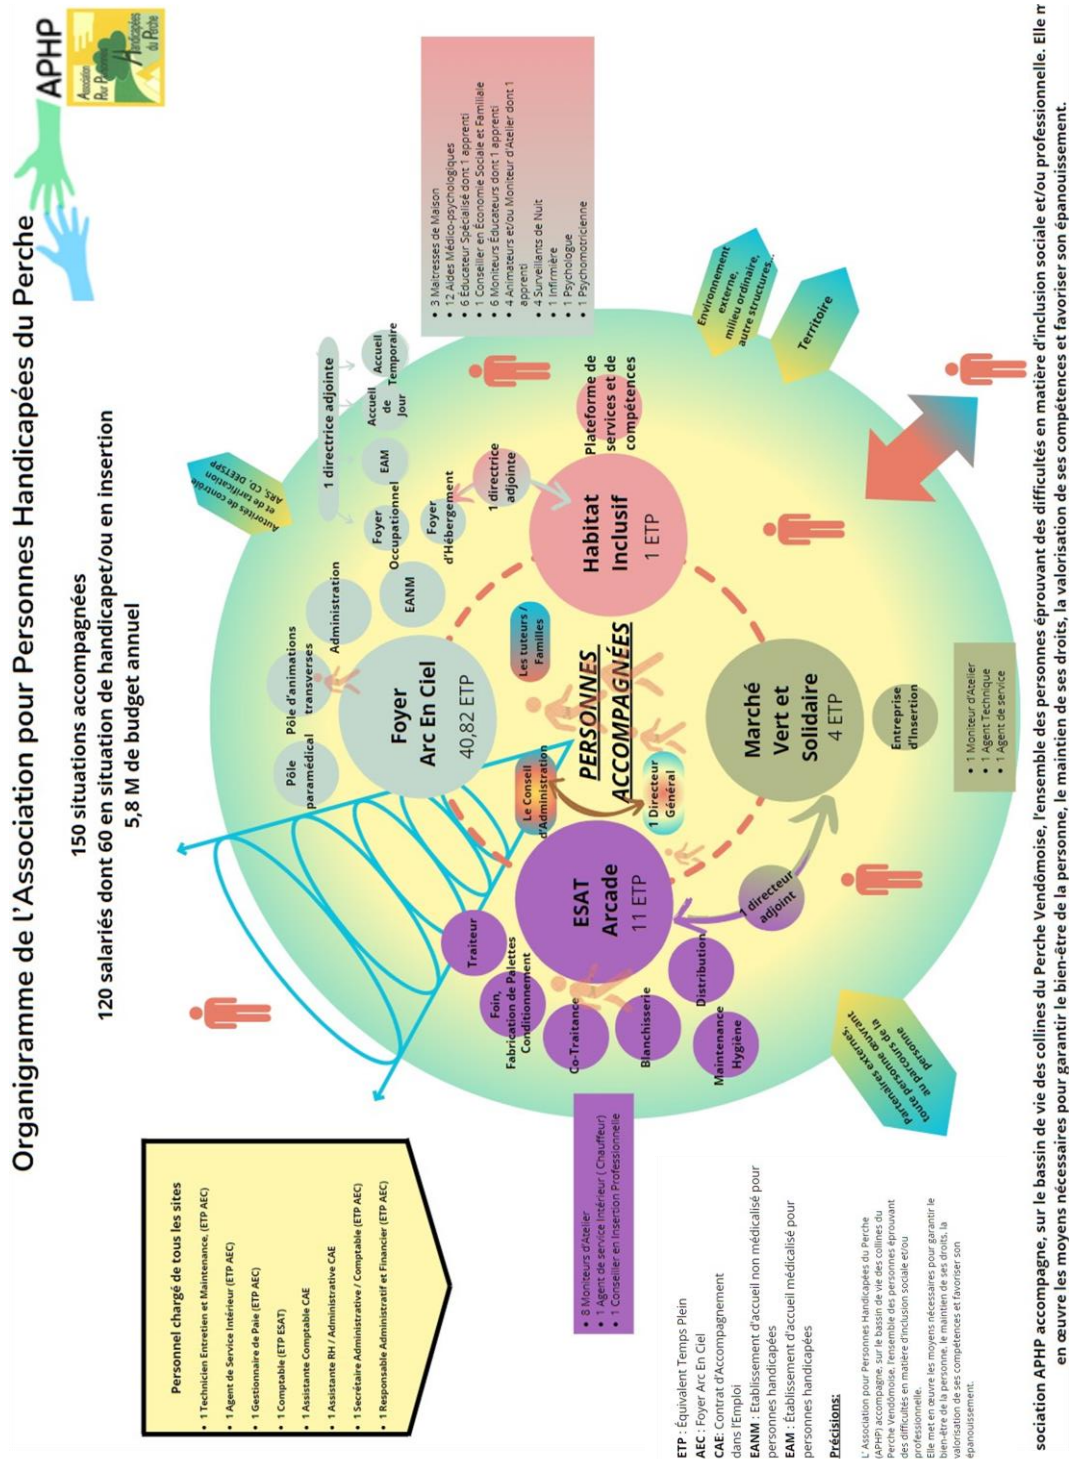 Organigramme de l'Association pour Personnes Handicapées du Perche
APHP
Association
Pour Personnes
Handicapées
du Perche
150 situations accompagnées
120 salariés dont 60 en situation de handicapet/ou en insertion
5,8 M de budget annuel
Personnel chargé de tous les sites
• 1 Technicien Entretien et Maintenance, (ETP AEC)
• 1 Agent de Service Intérieur (ETP AEC)
• 1 Gestionnaire de Paie (ETP AEC)
• 1 Comptable (ETP ESAT)
• 1 Assistante Comptable CAE
• 1 Assistante RH / Administrative CAE
• 1 Secrétaire Administrative / Comptable (ETP AEC)
• 1 Responsable Administratif et Financier (ETP AEC)
Autorités de contrôle
et de tarification
ARS, CD, DEETSPP
Pôle
paramédical
Pôle d'animations
transverses
Administration
Foyer
Arc En Ciel
40,82 ETP
EANM
Foyer
Occupationnel
EAM
Accueil
de
Jour
Accueil
Temporaire
1 directrice adjointe
Foyer
d'Hébergement
1 directrice
adjointe
• 3 Maitresses de Maison
• 12 Aides Médico-psychologiques
• 6 Éducateur Spécialisé dont 1 apprenti
• 1 Conseiller en Économie Sociale et Familiale
• 6 Moniteurs Éducateurs dont 1 apprenti
• 4 Animateurs et/ou Moniteur d'Atelier dont 1
apprenti
• 4 Surveillants de Nuit
• 1 Infirmière
• 1 Psychologue
• 1 Psychomotricienne
Habitat
Inclusif
1 ETP
Plateforme de
services et de
compétences
Environnement
externe,
milieu ordinaire,
autre structures...
Territoire
Les tuteurs /
Familles
PERSONNES
ACCOMPAGNÉES
Le Conseil
d'Administration
1 Directeur
Général
ESAT
Arcade
11 ETP
Traiteur
Foin,
Fabrication de Palettes
Conditionnement
Co-Traitance
Blanchisserie
Maintenance
Hygiène
Distribution
1 directeur
adjoint
• 8 Moniteurs d'Atelier
• 1 Agent de service Intérieur ( Chauffeur)
• 1 Conseiller en Insertion Professionnelle
Marché
Vert et
Solidaire
4 ETP
Entreprise
d'Insertion
• 1 Moniteur d'Atelier
• 1 Agent Technique
• 1 Agent de service
Partenaires externes,
toute personne œuvrant
au parcours de la
personne
ETP : Équivalent Temps Plein
AEC : Foyer Arc En Ciel
CAE: Contrat d'Accompagnement
dans l'Emploi
EANM : Etablissement d'accueil non médicalisé pour
personnes handicapées
EAM : Établissement d'accueil médicalisé pour
personnes handicapées
Précisions:
L' Association pour Personnes Handicapées du Perche
(APHP) accompagne, sur le bassin de vie des collines du
Perche Vendômoise, l'ensemble des personnes éprouvant
des difficultés en matière d'inclusion sociale et/ou
professionnelle.
Elle met en œuvre les moyens nécessaires pour garantir le
bien-être de la personne, le maintien de ses droits, la
valorisation de ses compétences et favoriser son
épanouissement.
sociation APHP accompagne, sur le bassin de vie des collines du Perche Vendômoise, l'ensemble des personnes éprouvant des difficultés en matière d'inclusion sociale et/ou professionnelle. Elle
en œuvre les moyens nécessaires pour garantir le bien-être de la personne, le maintien de ses droits, la valorisation de ses compétences et favoriser son épanouissement.